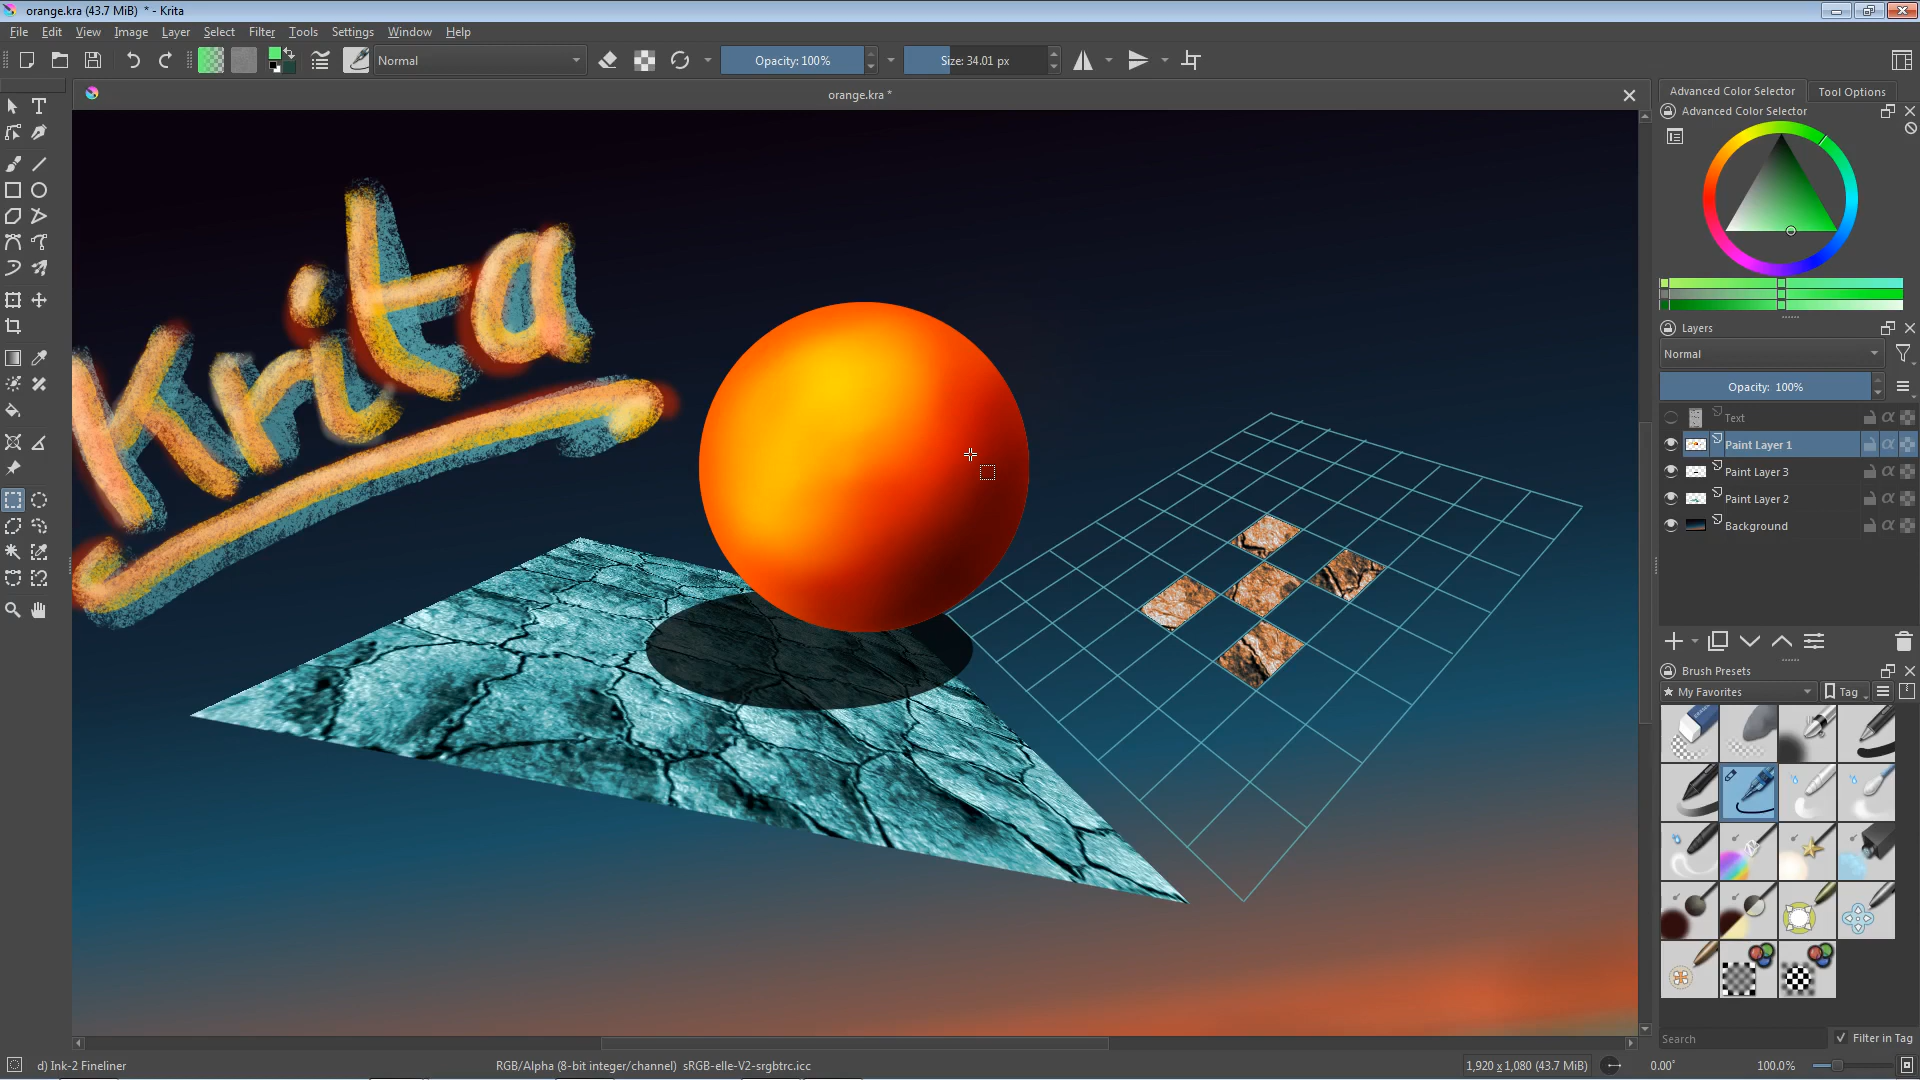 orange.kra (43.7 MiB) * - Krita
File Edit View Image Layer Select Filter Tools Settings Window Help
Normal
Opacity: 100%
Size: 34.01 px
orange.kra *
Krita
Advanced Color Selector
Tool Options
Advanced Color Selector
Layers
Normal
Opacity: 100%
Text
Paint Layer 1
Paint Layer 3
Paint Layer 2
Background
Brush Presets
My Favorites
Tag
Search
Filter in Tag
d) Ink-2 Fineliner
RGB/Alpha (8-bit integer/channel) sRGB-elle-V2-srgbtrc.icc
1,920 x 1,080 (43.7 MiB)
0.00°
100.0%